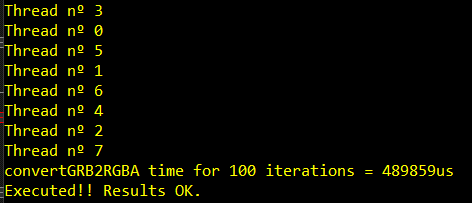 Thread nº 3
Thread nº 0
Thread nº 5
Thread nº 1
Thread nº 6
Thread nº 4
Thread nº 2
Thread nº 7
convertGRB2RGBA time for 100 iterations = 489859us
Executed!! Results OK.